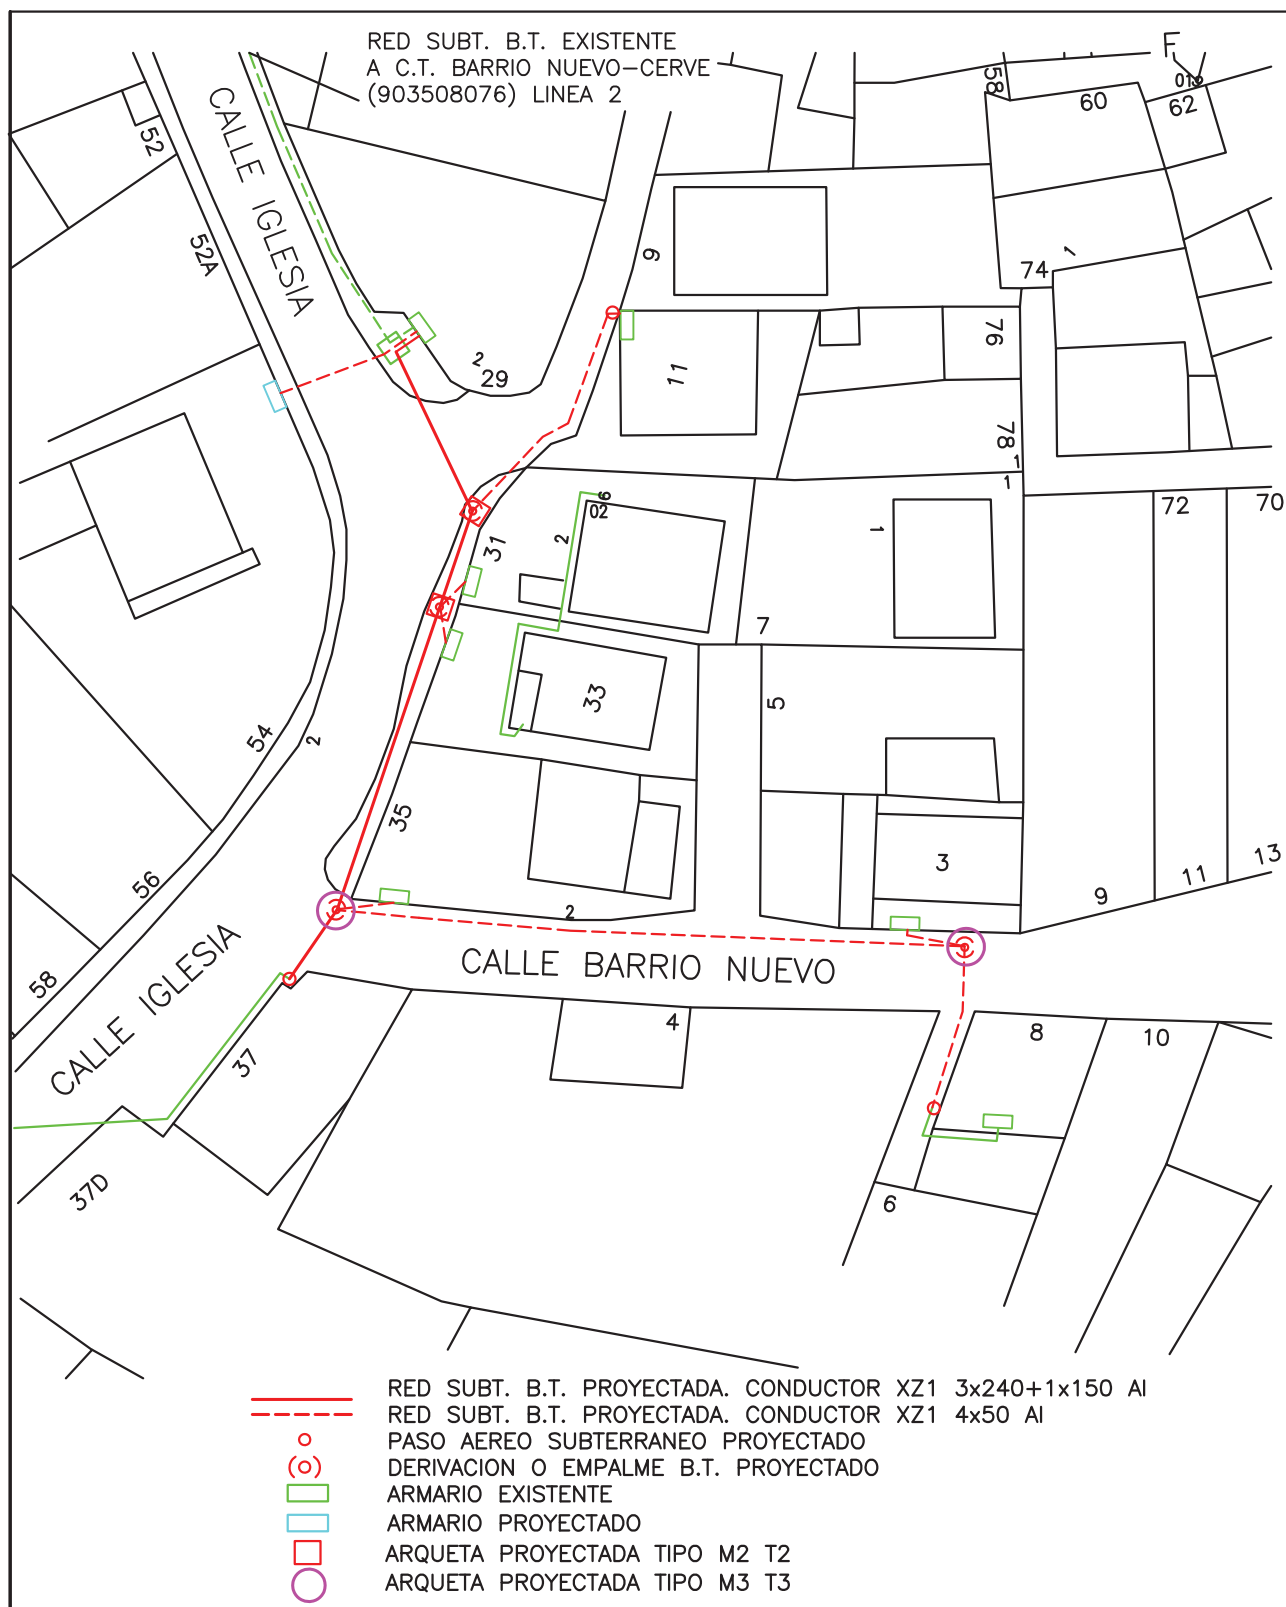 RED SUBT. B.T. EXISTENTE
A C.T. BARRIO NUEVO-CERVE
(903508076) LINEA 2
F
58
60
01
62
52
CALLE IGLESIA
52A
9
74
1
2
29
11
76
78
1
1
6
02
2
31
1
72
70
7
33
5
54
2
35
3
56
2
9
11
13
58
CALLE IGLESIA
CALLE BARRIO NUEVO
4
8
10
37
37D
6
RED SUBT. B.T. PROYECTADA. CONDUCTOR XZ1 3x240+1x150 Al
RED SUBT. B.T. PROYECTADA. CONDUCTOR XZ1 4x50 Al
PASO AEREO SUBTERRANEO PROYECTADO
DERIVACION O EMPALME B.T. PROYECTADO
ARMARIO EXISTENTE
ARMARIO PROYECTADO
ARQUETA PROYECTADA TIPO M2 T2
ARQUETA PROYECTADA TIPO M3 T3